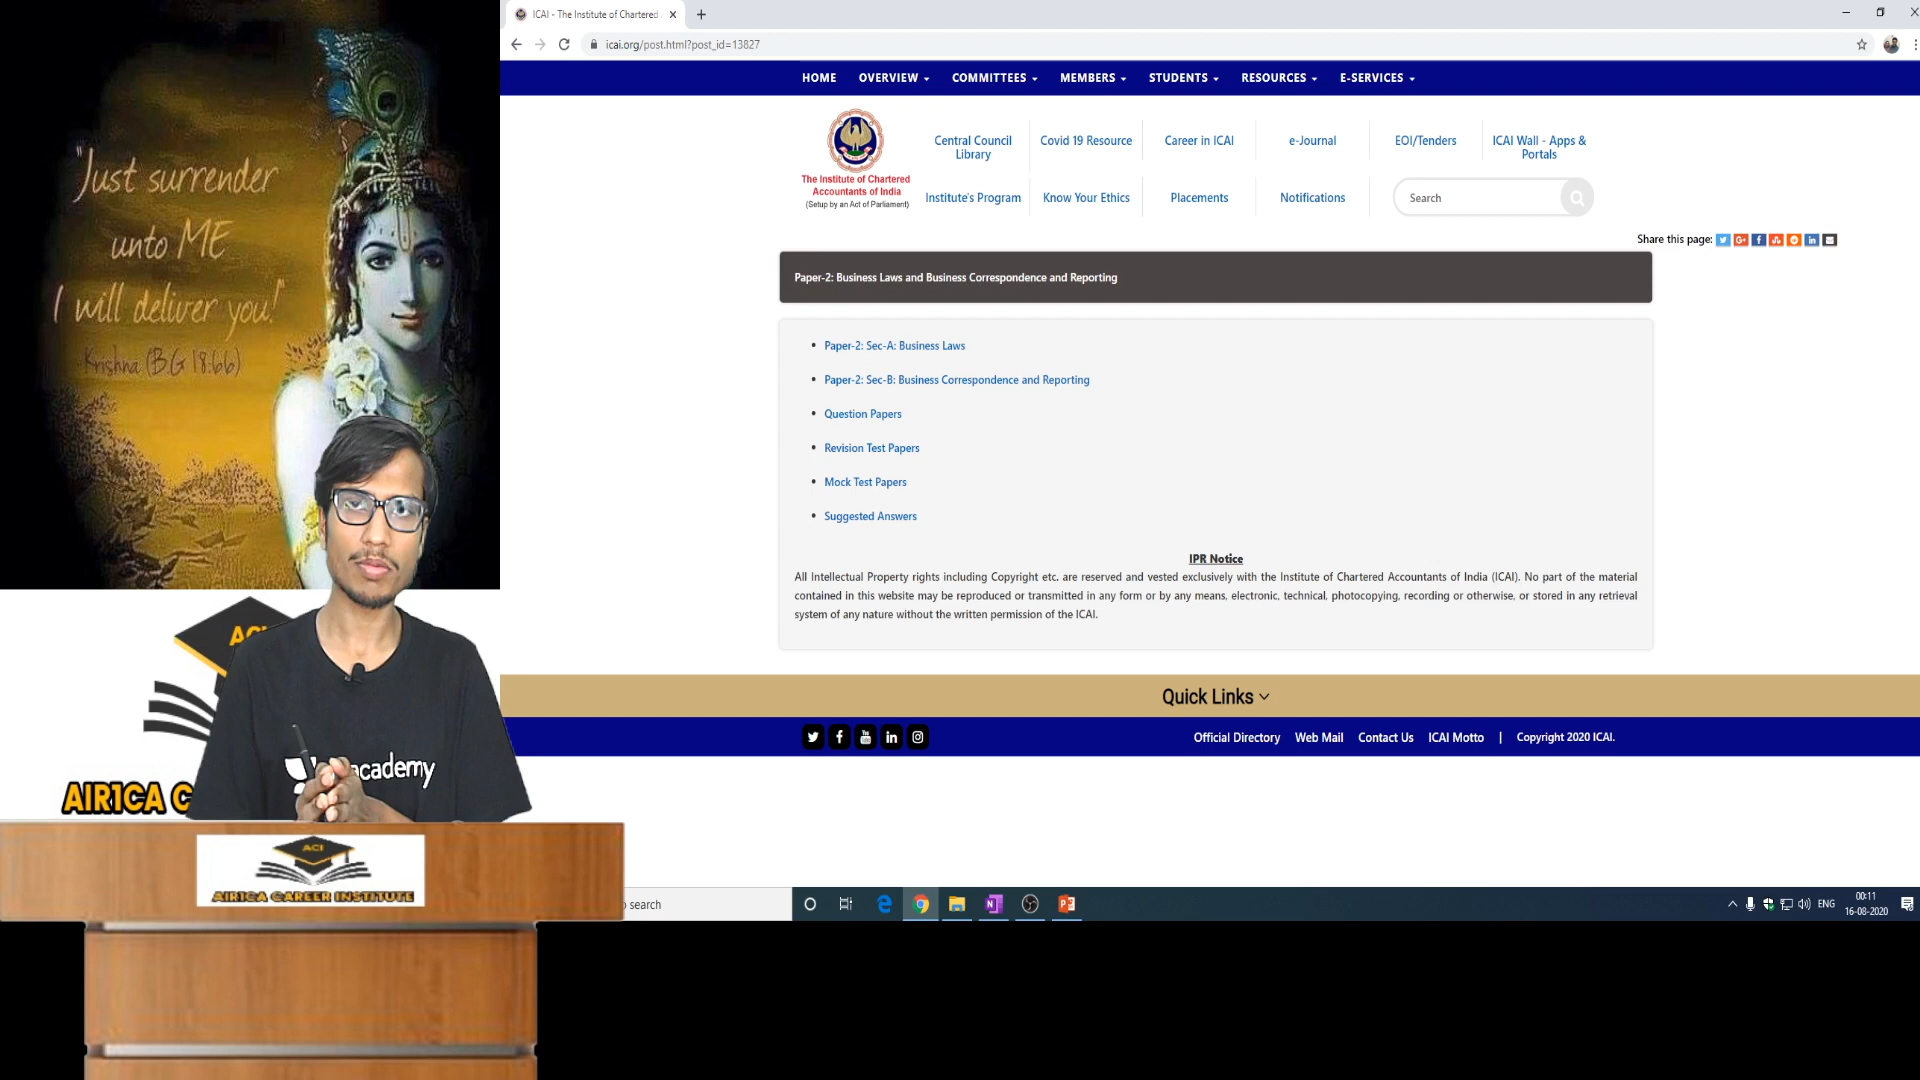 "Just surrender
unto ME
I will deliver you!"
Krishna (B.G 18:66)
ACI
AIR1CA C
academy
ACI
AIR1CA CAREER INSTITUTE
ICAI - The Institute of Chartered
icai.org/post.html?post_id=13827
HOME OVERVIEW COMMITTEES MEMBERS STUDENTS RESOURCES E-SERVICES
The Institute of Chartered
Accountants of India
(Setup by an Act of Parliament)
Central Council
Library
Covid 19 Resource
Career in ICAI
e-Journal
EOI/Tenders
ICAI Wall - Apps &
Portals
Institute's Program
Know Your Ethics
Placements
Notifications
Search
Share this page:
Paper-2: Business Laws and Business Correspondence and Reporting
• Paper-2: Sec-A: Business Laws
• Paper-2: Sec-B: Business Correspondence and Reporting
• Question Papers
• Revision Test Papers
• Mock Test Papers
• Suggested Answers
IPR Notice
All Intellectual Property rights including Copyright etc. are reserved and vested exclusively with the Institute of Chartered Accountants of India (ICAI). No part of the material
contained in this website may be reproduced or transmitted in any form or by any means, electronic, technical, photocopying, recording or otherwise, or stored in any retrieval
system of any nature without the written permission of the ICAI.
Quick Links
Official Directory Web Mail Contact Us ICAI Motto | Copyright 2020 ICAI.
search
ENG
00:11
16-08-2020